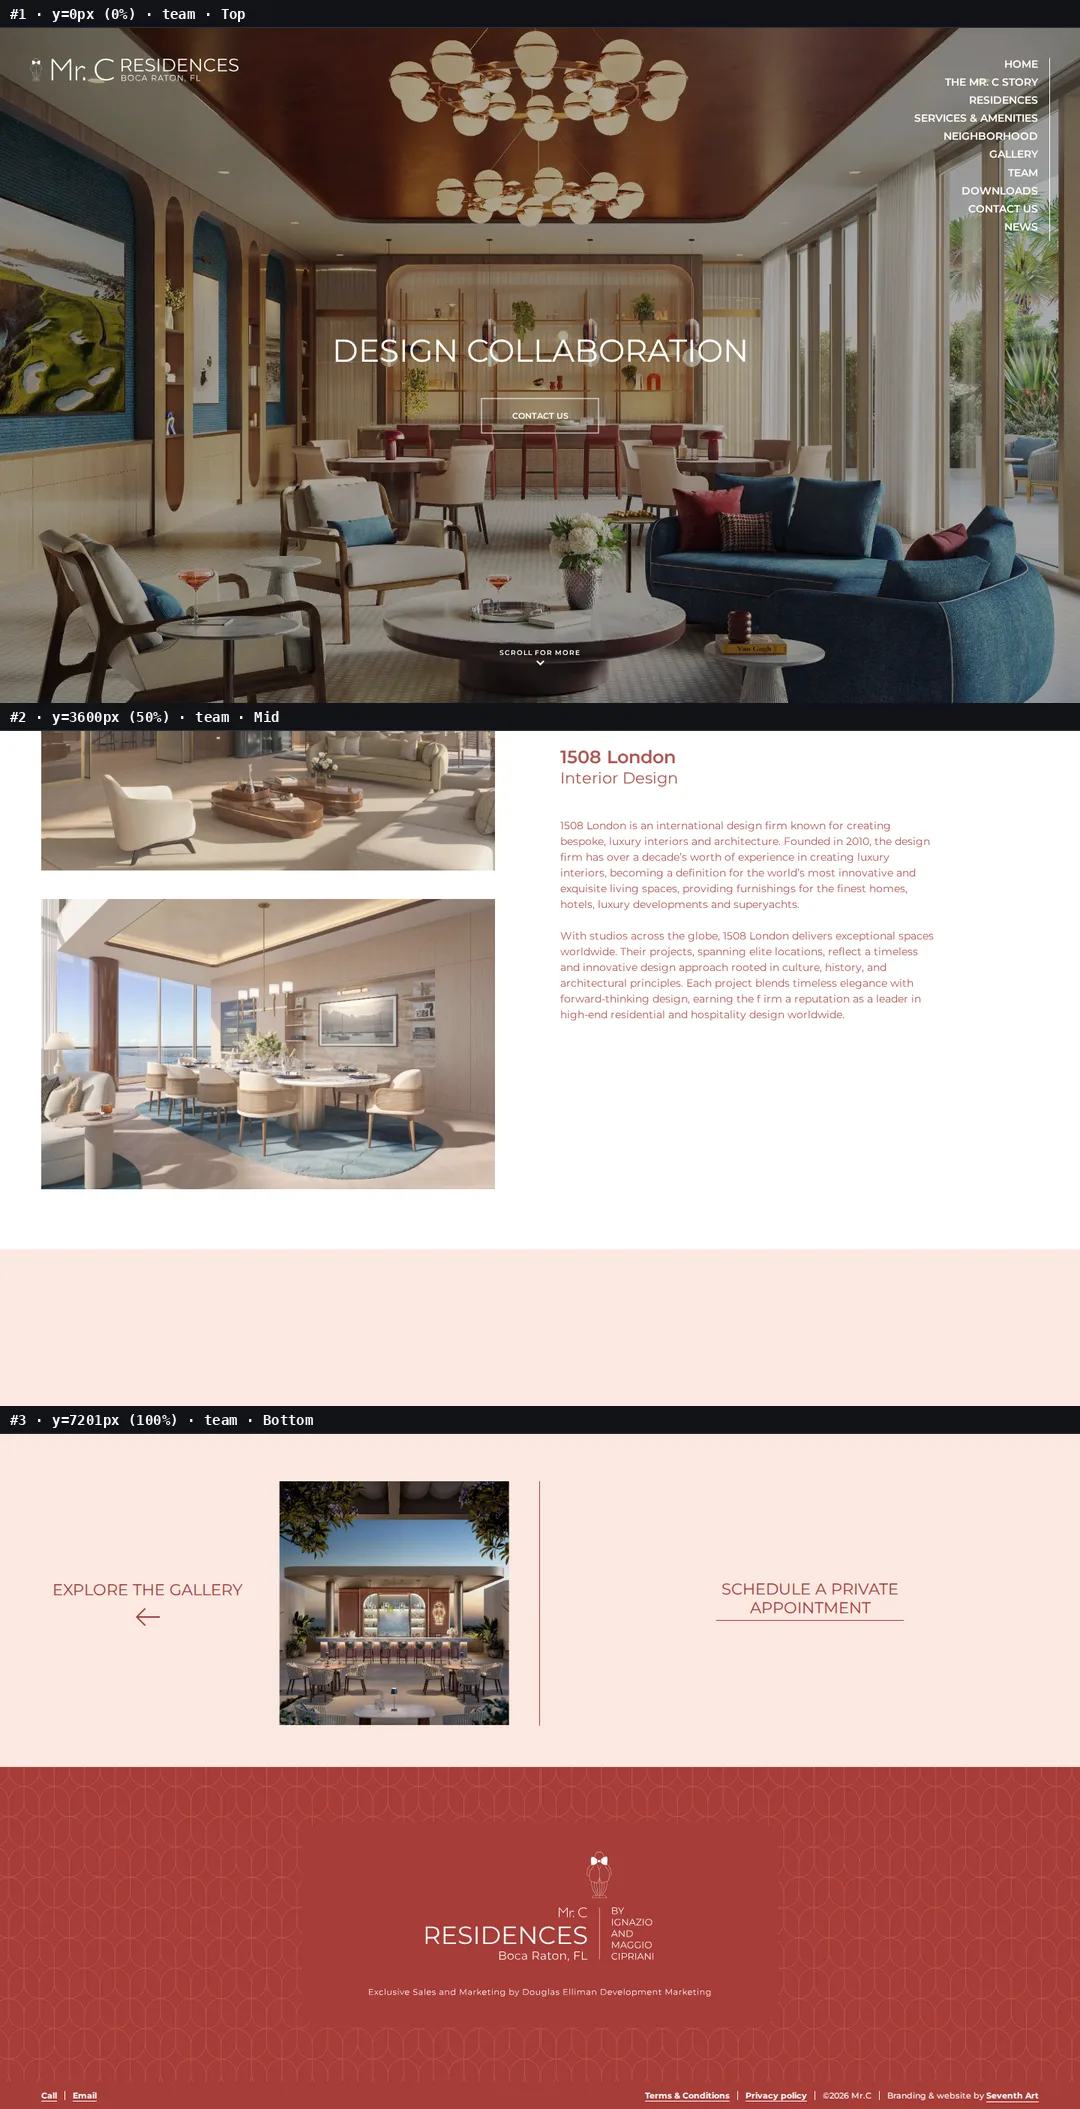 #1 · y=0px (0%) · team · Top
Mr. C RESIDENCES
BOCA RATON, FL
HOME
THE MR. C STORY
RESIDENCES
SERVICES & AMENITIES
NEIGHBORHOOD
GALLERY
TEAM
DOWNLOADS
CONTACT US
NEWS
DESIGN COLLABORATION
CONTACT US
Van Gogh
SCROLL FOR MORE
#2 · y=3600px (50%) · team · Mid
1508 London
Interior Design
1508 London is an international design firm known for creating
bespoke, luxury interiors and architecture. Founded in 2010, the design
firm has over a decade’s worth of experience in creating luxury
interiors, becoming a definition for the world’s most innovative and
exquisite living spaces, providing furnishings for the finest homes,
hotels, luxury developments and superyachts.
With studios across the globe, 1508 London delivers exceptional spaces
worldwide. Their projects, spanning elite locations, reflect a timeless
and innovative design approach rooted in culture, history, and
architectural principles. Each project blends timeless elegance with
forward-thinking design, earning the f irm a reputation as a leader in
high-end residential and hospitality design worldwide.
#3 · y=7201px (100%) · team · Bottom
EXPLORE THE GALLERY
SCHEDULE A PRIVATE
APPOINTMENT
Mr. C
RESIDENCES
Boca Raton, FL
BY
IGNAZIO
AND
MAGGIO
CIPRIANI
Exclusive Sales and Marketing by Douglas Elliman Development Marketing
Call | Email
Terms & Conditions | Privacy policy | ©2026 Mr.C | Branding & website by Seventh Art